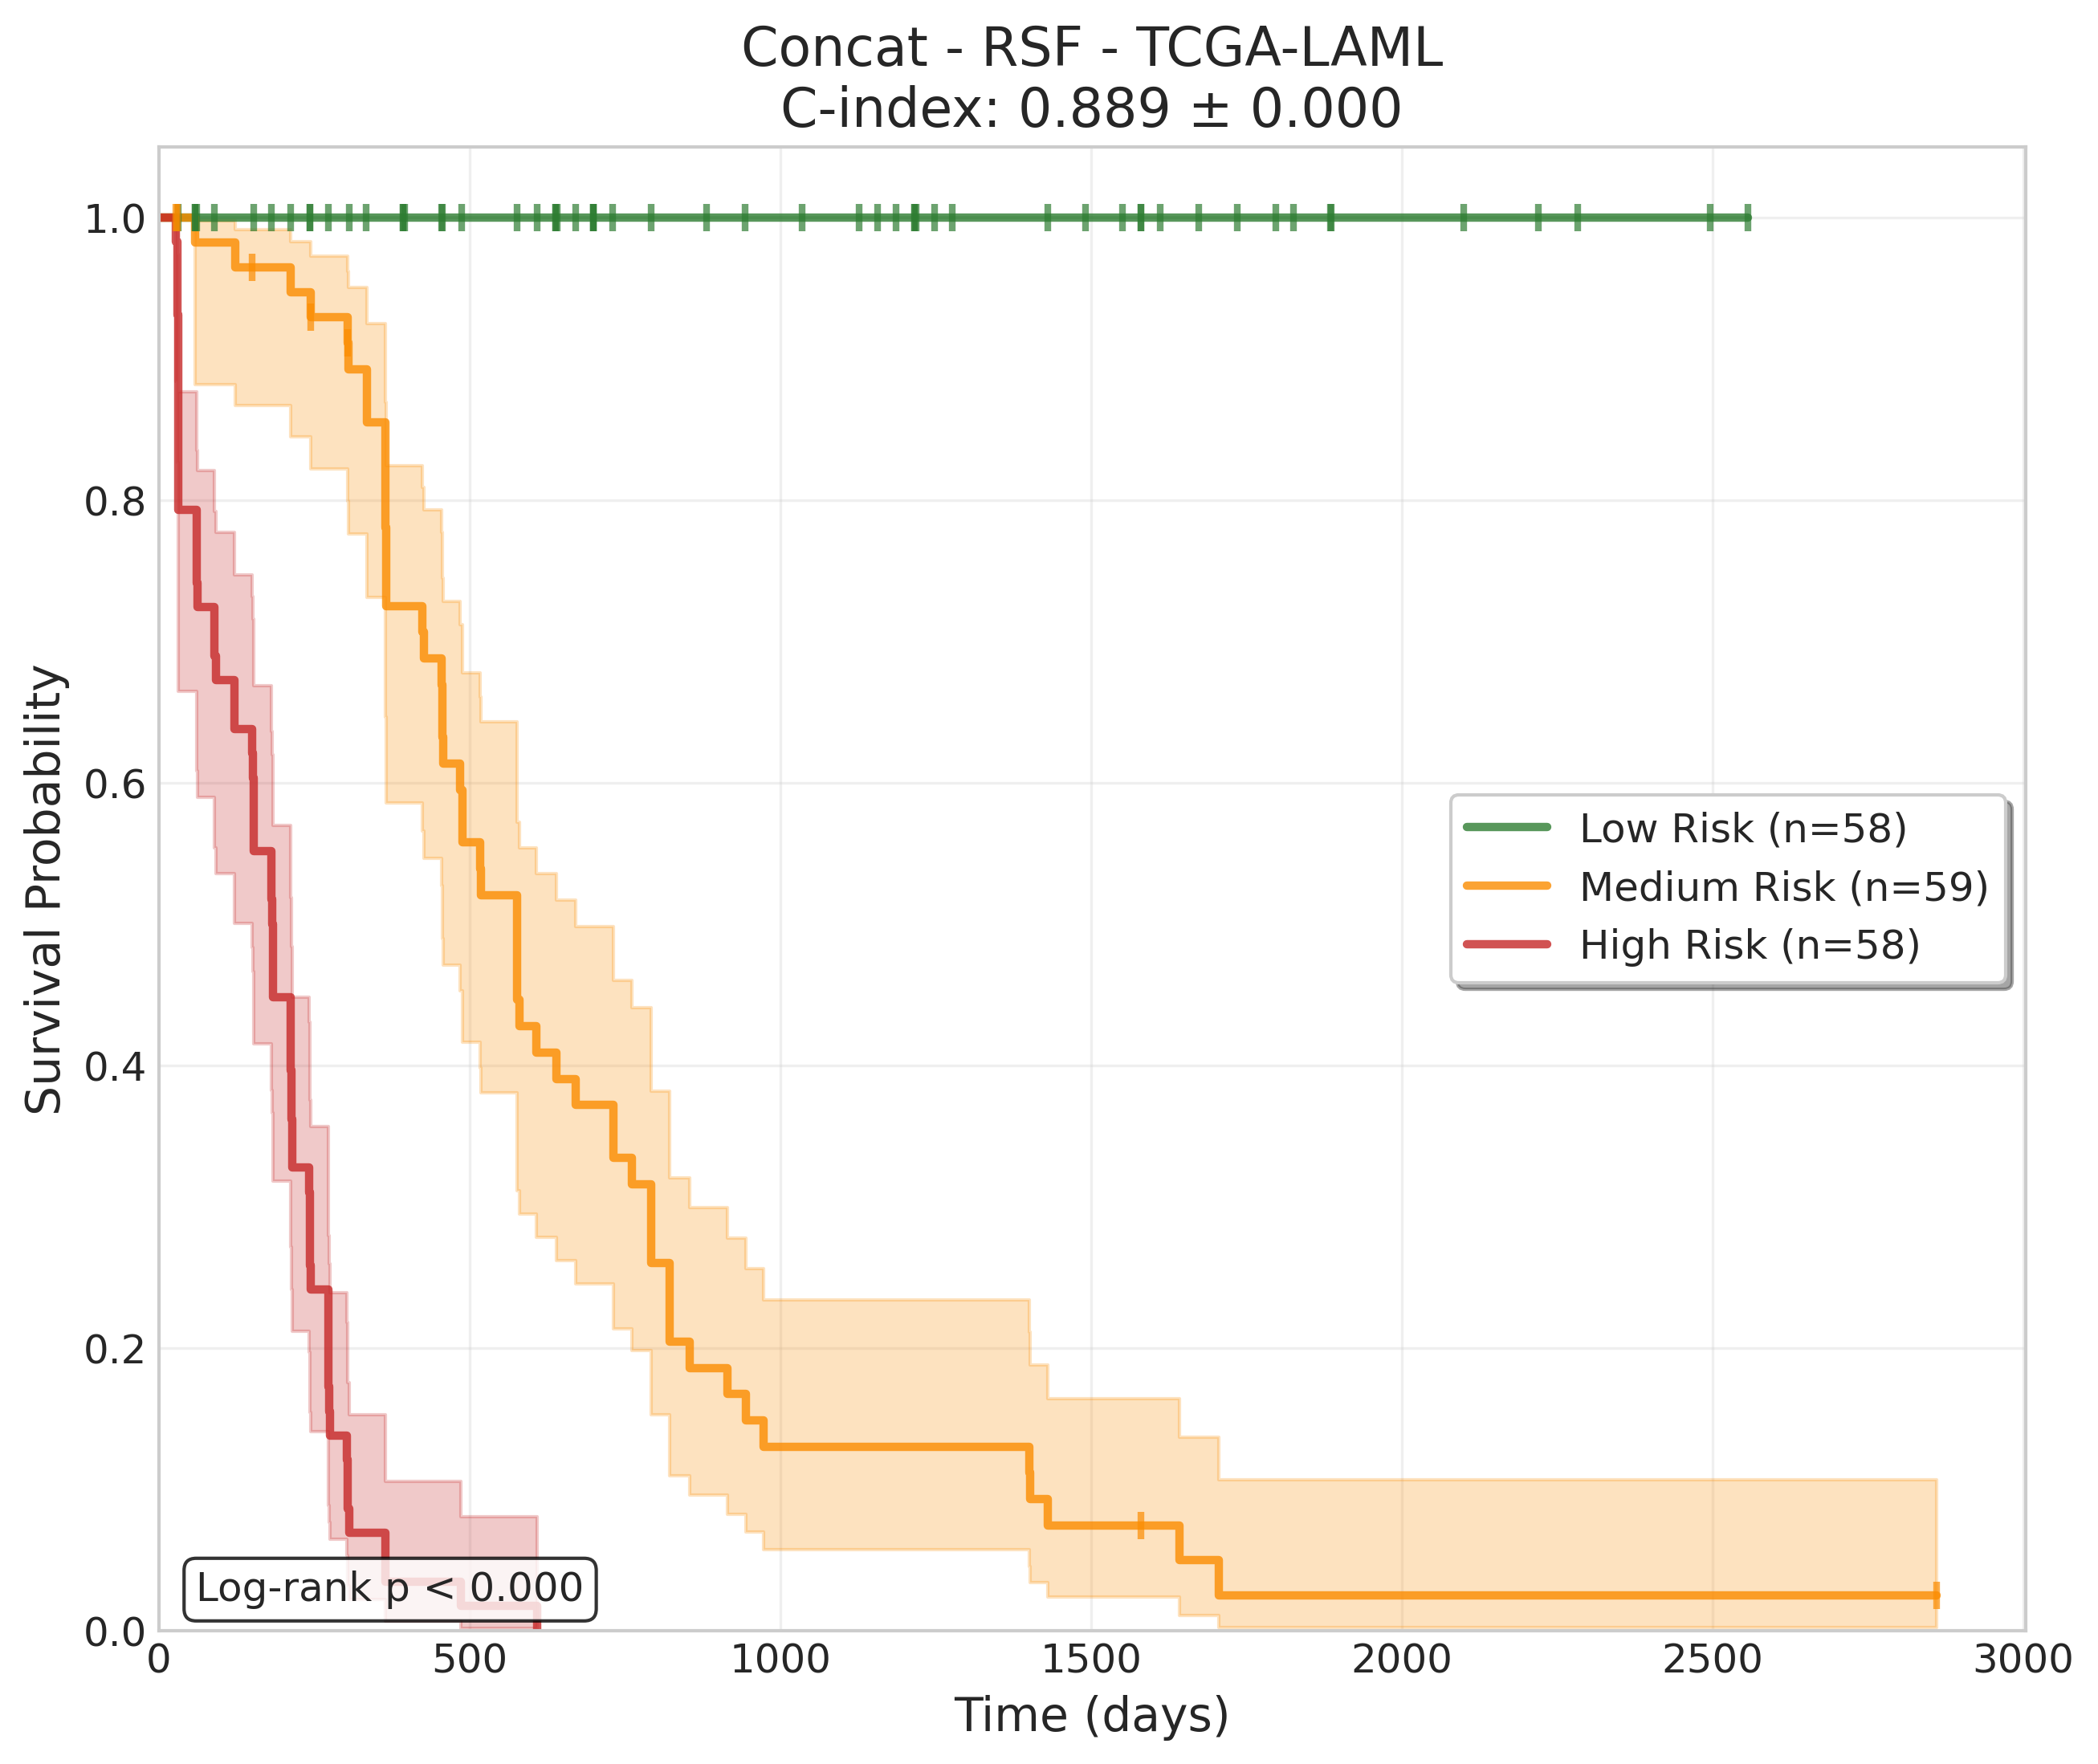 Concat - RSF - TCGA-LAML
C-index: 0.889 ± 0.000
Survival Probability
1.0
0.8
0.6
0.4
0.2
0.0
Low Risk (n=58)
Medium Risk (n=59)
High Risk (n=58)
Log-rank p < 0.000
0 500 1000 1500 2000 2500 3000
Time (days)